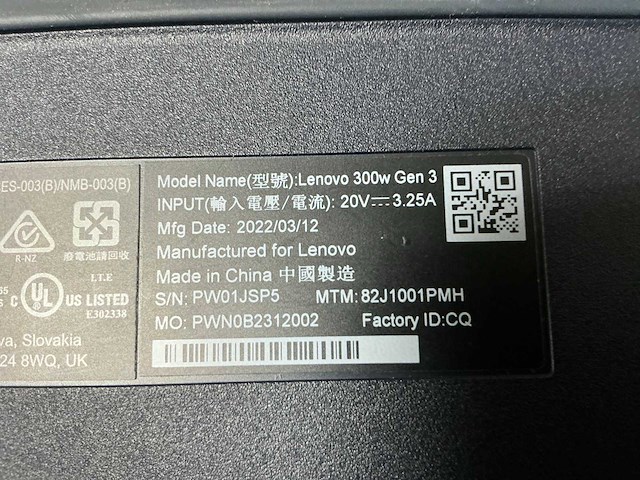 ES-003(B)/NMB-003(B)
R-NZ
廢電池請回收
I.T.E
C UL US LISTED
E302338
Slovakia
24 8WQ, UK
Model Name(型號):Lenovo 300w Gen 3
INPUT(輸入電壓/電流): 20V⎓3.25A
Mfg Date: 2022/03/12
Manufactured for Lenovo
Made in China 中國製造
S/N: PW01JSP5 MTM: 82J1001PMH
MO: PWN0B2312002 Factory ID:CQ